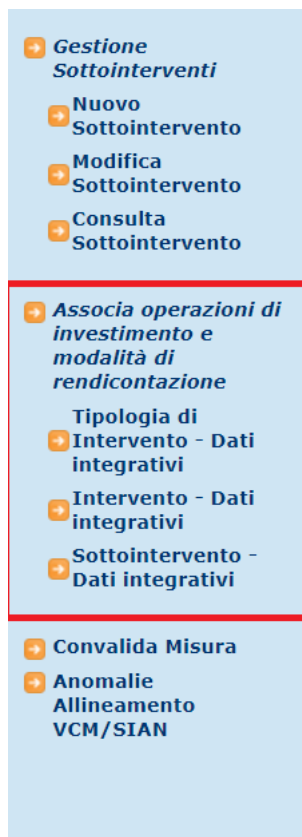 Gestione
Sottointerventi
Nuovo
Sottointervento
Modifica
Sottointervento
Consulta
Sottointervento
Associa operazioni di
investimento e
modalità di
rendicontazione
Tipologia di
Intervento - Dati
integrativi
Intervento - Dati
integrativi
Sottointervento -
Dati integrativi
Convalida Misura
Anomalie
Allineamento
VCM/SIAN